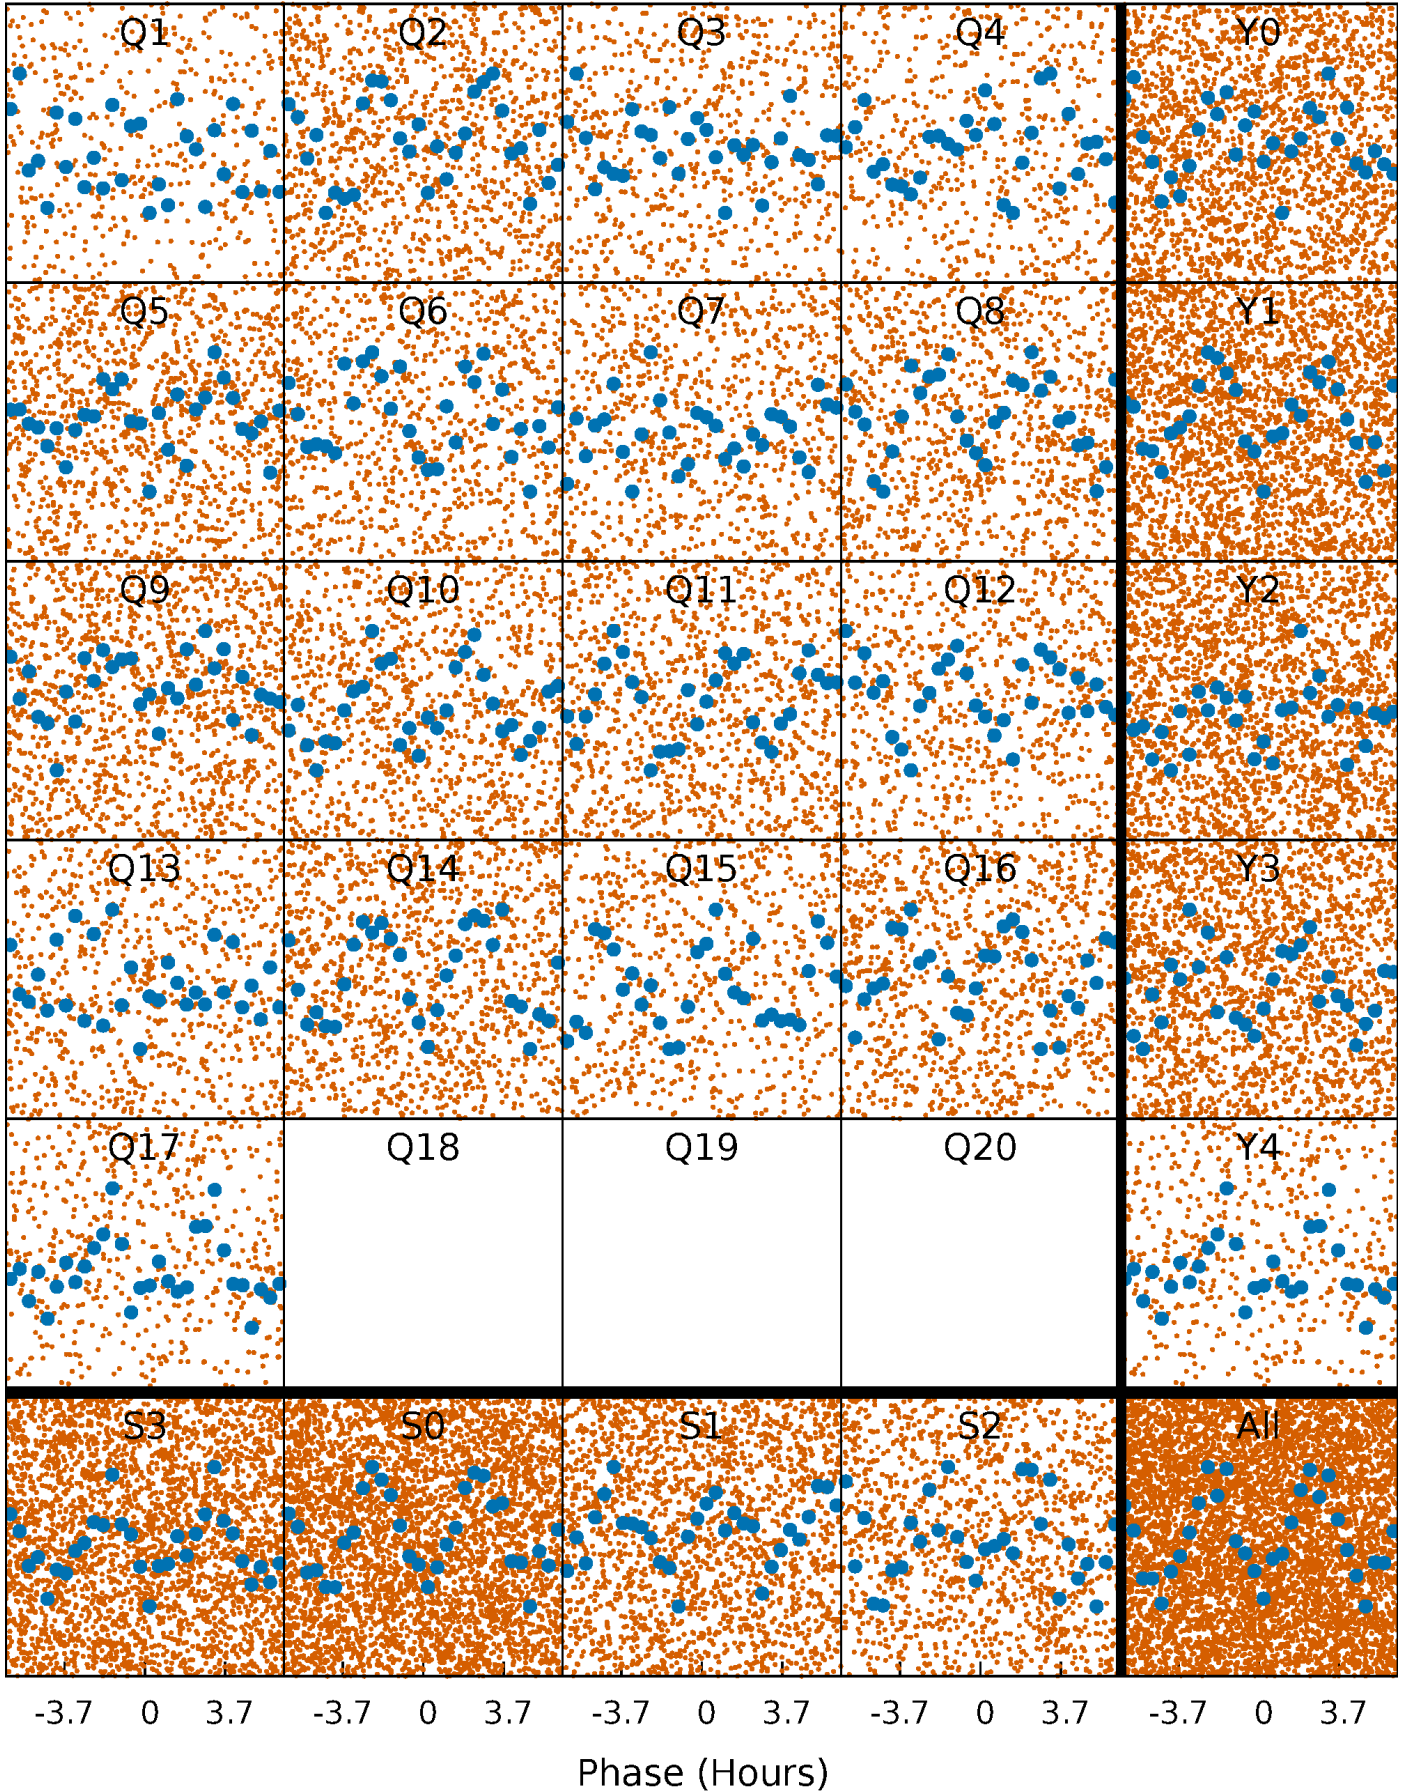 Q1 Q2 Q3 Q4 Y0
Q5 Q6 Q7 Q8 Y1
Q9 Q10 Q11 Q12 Y2
Q13 Q14 Q15 Q16 Y3
Q17 Q18 Q19 Q20 Y4
S3 S0 S1 S2 All
-3.7 0 3.7 -3.7 0 3.7 -3.7 0 3.7 -3.7 0 3.7 -3.7 0 3.7
Phase (Hours)